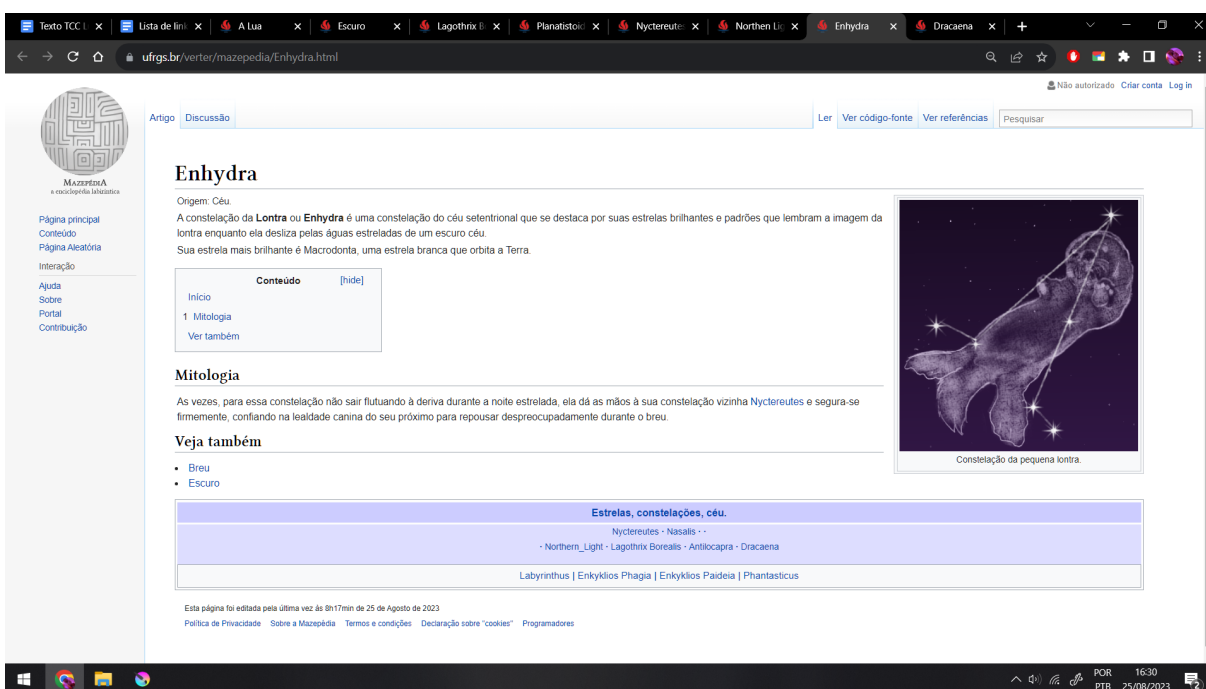 Texto TCC L
Lista de link
A Lua
Escuro
Lagothrix B
Planatistoid
Nyctereutes
Northen Lig
Enhydra
Dracaena
ufrgs.br/verter/mazepedia/Enhydra.html
Não autorizado Criar conta Log in
Artigo Discussão
Ler Ver código-fonte Ver referências Pesquisar
MAZEPÉDIA
a enciclopédia labiríntica
Página principal
Conteúdo
Página Aleatória
Interação
Ajuda
Sobre
Portal
Contribuição
Enhydra
Origem: Céu.
A constelação da Lontra ou Enhydra é uma constelação do céu setentrional que se destaca por suas estrelas brilhantes e padrões que lembram a imagem da
lontra enquanto ela desliza pelas águas estreladas de um escuro céu.
Sua estrela mais brilhante é Macrodonta, uma estrela branca que orbita a Terra.
Conteúdo [hide]
Início
1 Mitologia
Ver também
Mitologia
As vezes, para essa constelação não sair flutuando à deriva durante a noite estrelada, ela dá as mãos à sua constelação vizinha Nyctereutes e segura-se
firmemente, confiando na lealdade canina do seu próximo para repousar despreocupadamente durante o breu.
Veja também
• Breu
• Escuro
Constelação da pequena lontra.
Estrelas, constelações, céu.
Nyctereutes · Nasalis · ·
· Northern_Light · Lagothrix Borealis · Antilocapra · Dracaena
Labyrinthus | Enkyklios Phagia | Enkyklios Paideia | Phantasticus
Esta página foi editada pela última vez ás 8h17min de 25 de Agosto de 2023
Política de Privacidade Sobre a Mazepédia Termos e condições Declaração sobre "cookies" Programadores
POR 16:30
PTB 25/08/2023
2